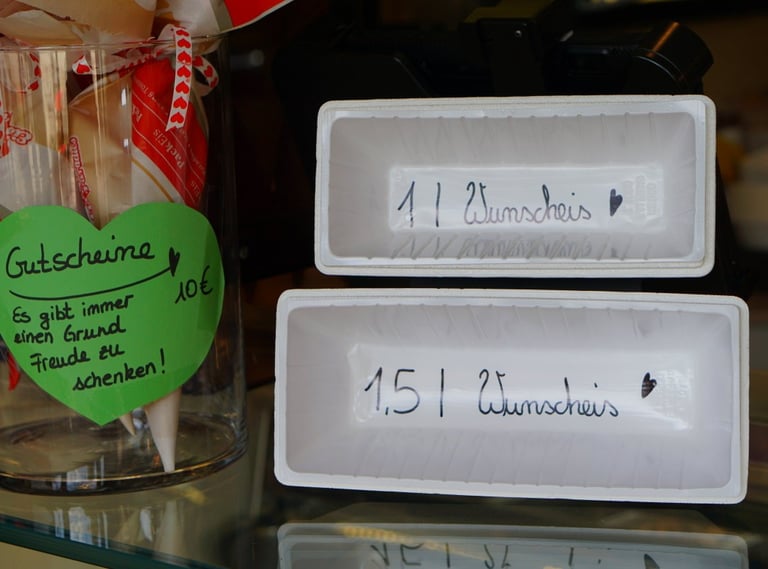 Gutscheine
10€
Es gibt immer
einen Grund
Freude zu
schenken!
1 l Wunscheis
1,5 l Wunscheis